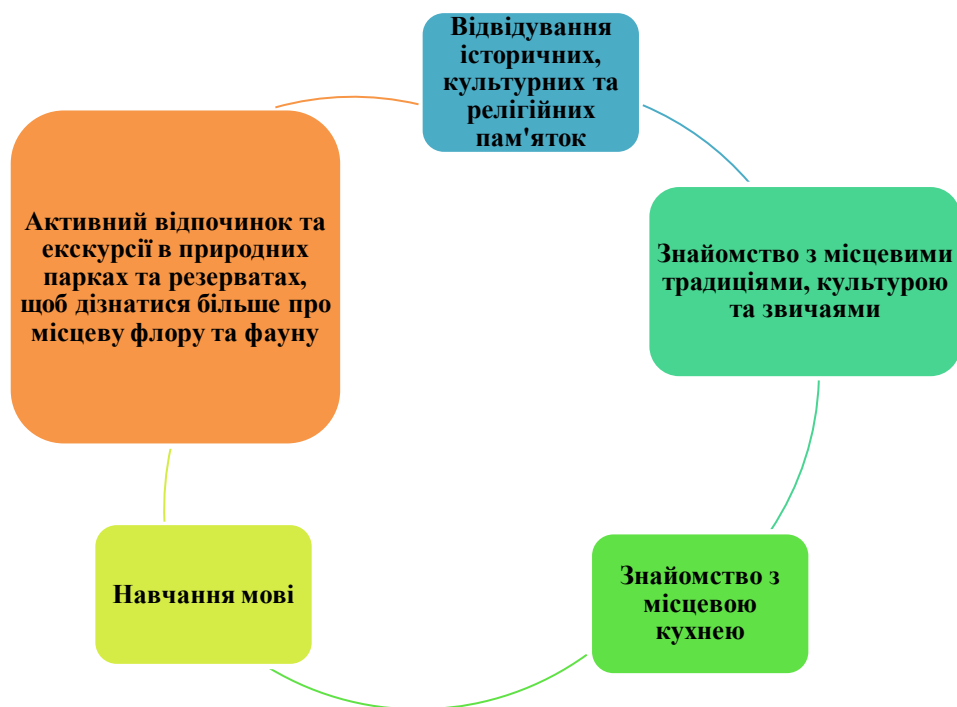 Відвідування
історичних,
культурних та
релігійних
пам'яток
Знайомство з місцевими
традиціями, культурою
та звичаями
Знайомство з
місцевою
кухнею
Навчання мові
Активний відпочинок та
екскурсії в природних
парках та резерватах,
щоб дізнатися більше про
місцеву флору та фауну